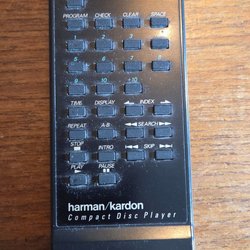 PROGRAM CHECK CLEAR SPACE
1 2 3
5 6 7 8
9 10 +10
TIME DISPLAY INDEX
REPEAT A-B SEARCH
STOP INTRO SKIP
PLAY PAUSE
harman/kardon
Compact Disc Player